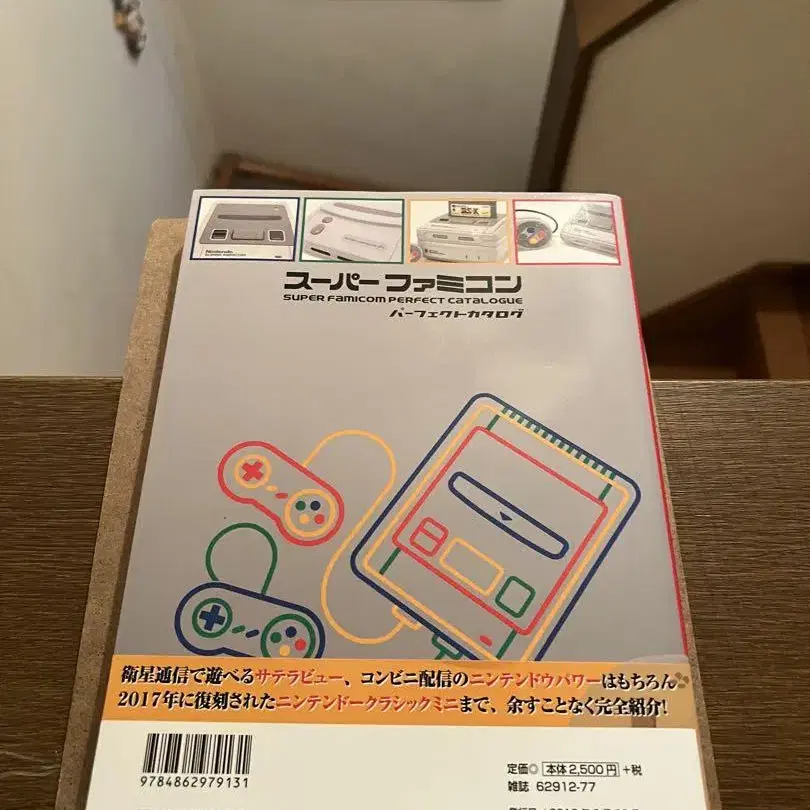 Nintendo
スーパーファミコン
SUPER FAMICOM PERFECT CATALOGUE
パーフェクトカタログ
衛星通信で遊べるサテラビュー、コンビニ配信のニンテンドウパワーはもちろん
2017年に復刻されたニンテンドークラシックミニまで、余すことなく完全紹介!
9784862979131
定価◎ 本体2,500円 +税
雑誌 62912-77